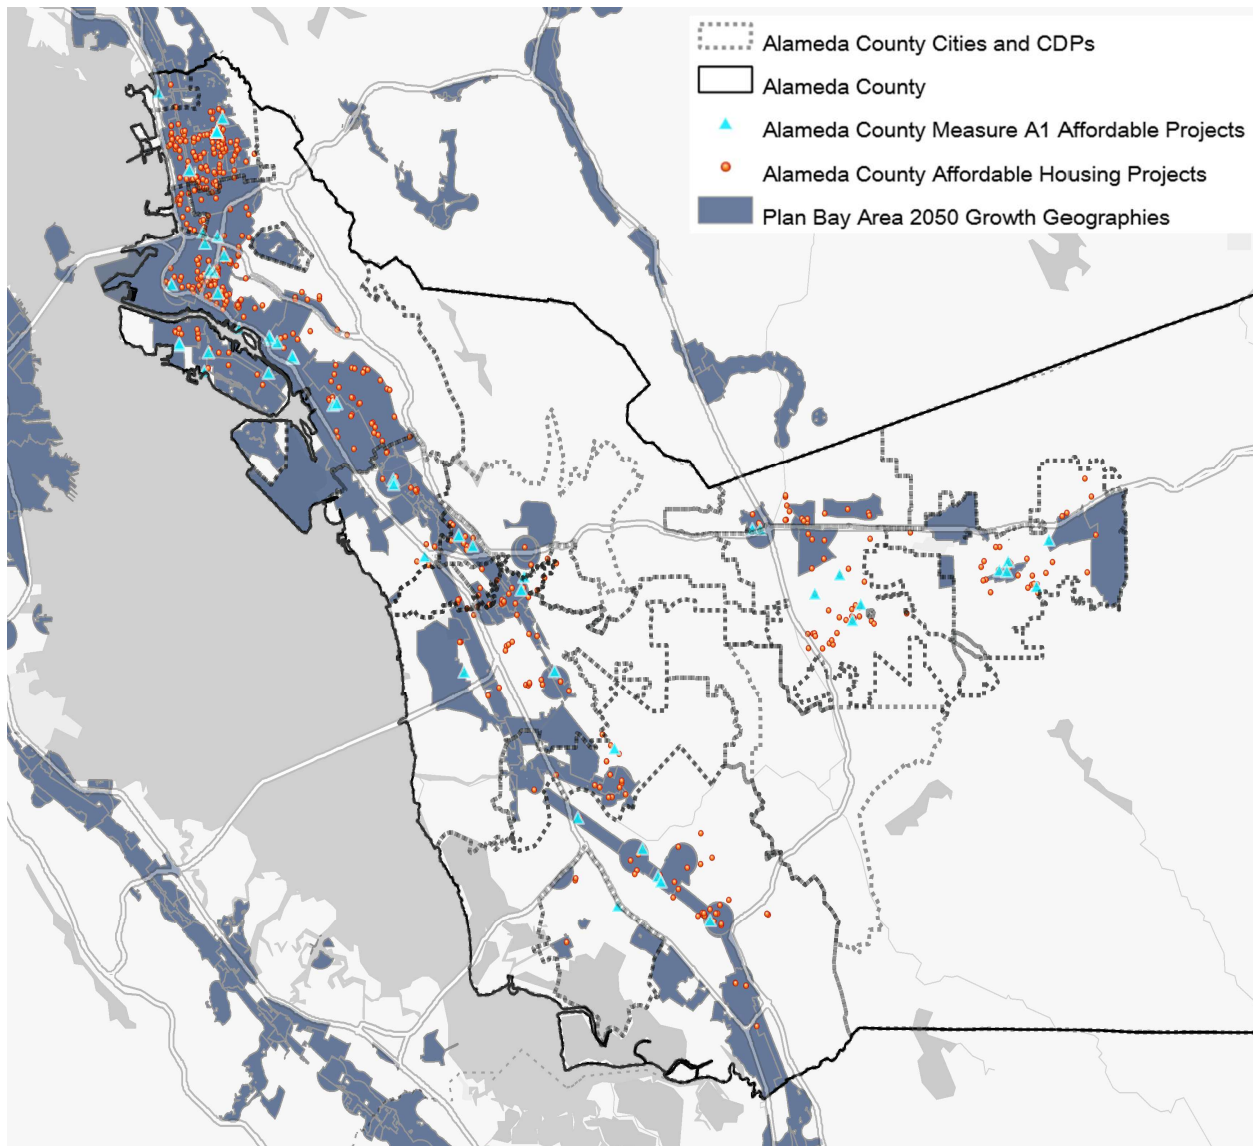 Alameda County Cities and CDPs
Alameda County
Alameda County Measure A1 Affordable Projects
Alameda County Affordable Housing Projects
Plan Bay Area 2050 Growth Geographies